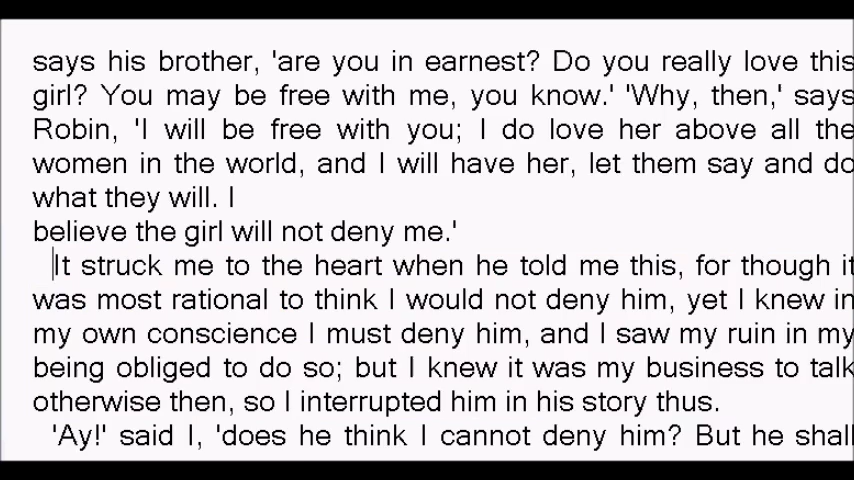 says his brother, 'are you in earnest? Do you really love this
girl? You may be free with me, you know.' 'Why, then,' says
Robin, 'I will be free with you; I do love her above all the
women in the world, and I will have her, let them say and do
what they will. I
believe the girl will not deny me.'
It struck me to the heart when he told me this, for though it
was most rational to think I would not deny him, yet I knew in
my own conscience I must deny him, and I saw my ruin in my
being obliged to do so; but I knew it was my business to talk
otherwise then, so I interrupted him in his story thus.
'Ay!' said I, 'does he think I cannot deny him? But he shall